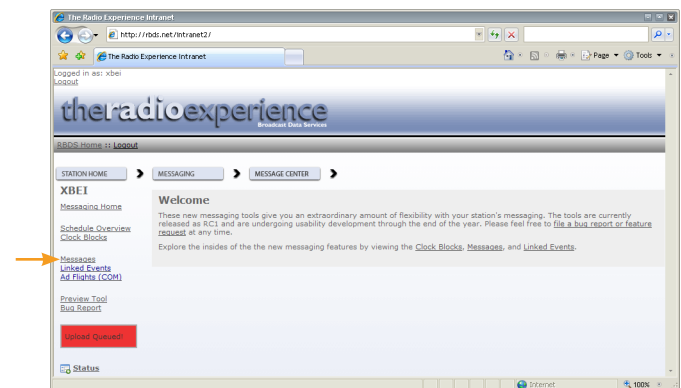 The Radio Experience Intranet
http://rbds.net/intranet2/
The Radio Experience Intranet
Page
Tools
Logged in as: xbei
Logout
theradioexperience
Broadcast Data Services
RBDS Home :: Logout
STATION HOME
MESSAGING
MESSAGE CENTER
XBEI
Messaging Home
Schedule Overview
Clock Blocks
Messages
Linked Events
Ad Flights (COM)
Preview Tool
Bug Report
Upload Queued!
Status
Welcome
These new messaging tools give you an extraordinary amount of flexibility with your station's messaging. The tools are currently
released as RC1 and are undergoing usability development through the end of the year. Please feel free to file a bug report or feature
request at any time.
Explore the insides of the the new messaging features by viewing the Clock Blocks, Messages, and Linked Events.
Internet
100%